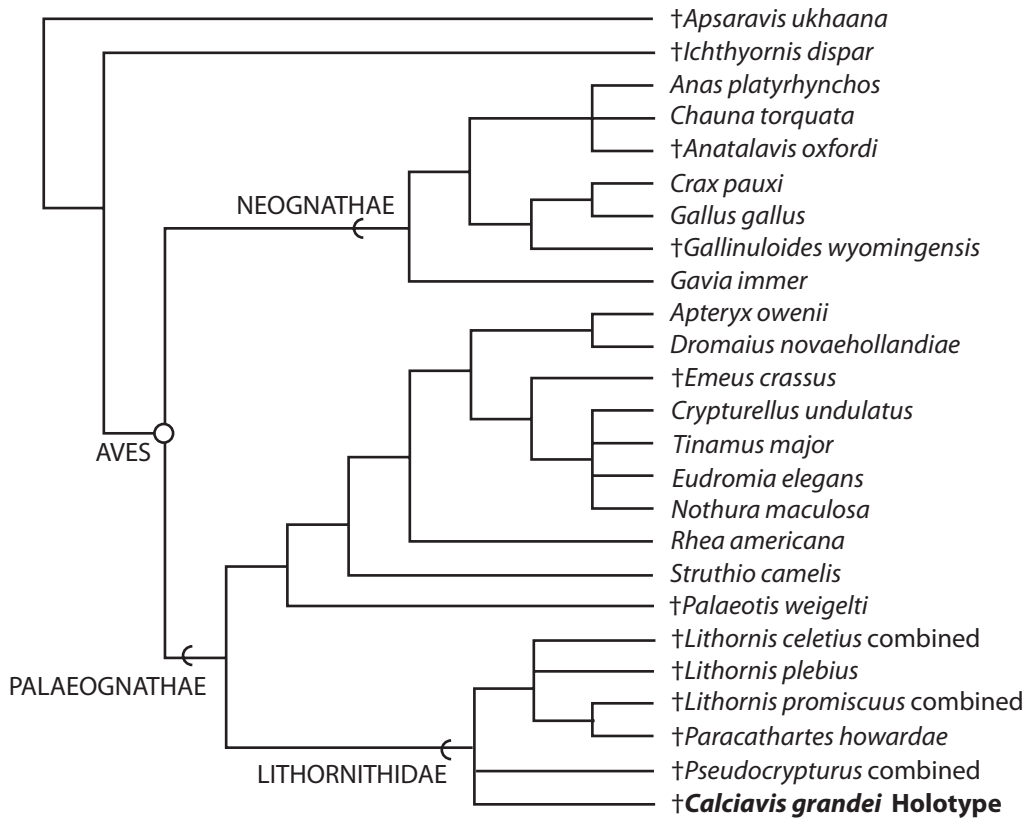 †Apsaravis ukhaana
†Ichthyornis dispar
Anas platyrhynchos
Chauna torquata
†Anatalavis oxfordi
Crax pauxi
NEOGNATHAE
Gallus gallus
†Gallinuloides wyomingensis
Gavia immer
Apteryx owenii
Dromaius novaehollandiae
†Emeus crassus
Crypturellus undulatus
Tinamus major
AVES
Eudromia elegans
Nothura maculosa
Rhea americana
Struthio camelis
†Palaeotis weigelti
†Lithornis celetius combined
†Lithornis plebius
PALAEOGNATHAE
†Lithornis promiscuus combined
†Paracathartes howardae
LITHORNITHIDAE
†Pseudocrypturus combined
†Calciavis grandei Holotype